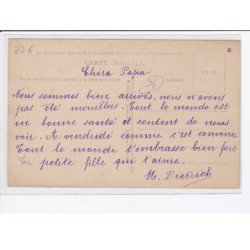 226
CARTE POSTALE
Chère Papa
Nous sommes bien arrivés, nous n'avons
pas été mouillés. Tout le monde est
en bonne santé et content de nous
voir. A vendredi comme c'est convenu
Tout le monde t'embrasse bien fort
Ta petite fille qui t'aime.
M. Dietrich